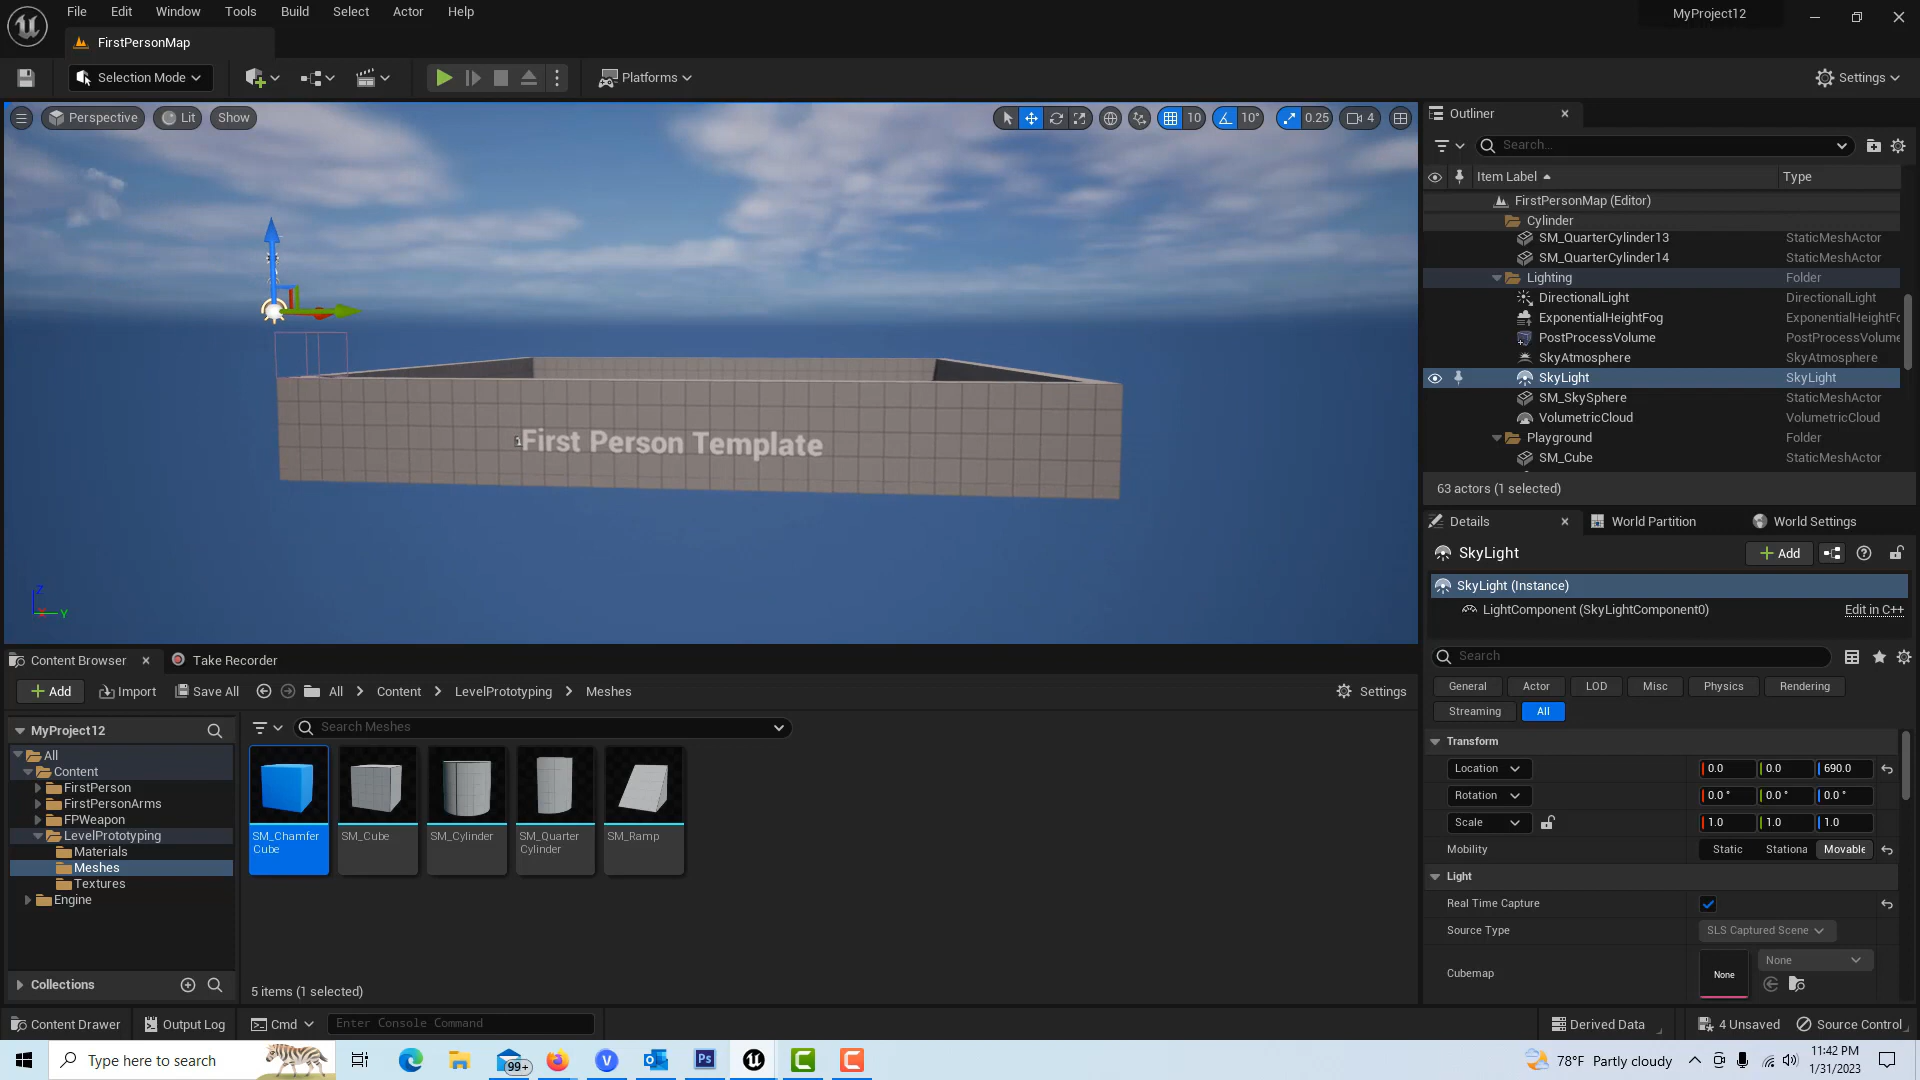 File Edit Window Tools Build Select Actor Help
MyProject12
FirstPersonMap
Selection Mode
Platforms
Settings
Perspective Lit Show
10 10° 0.25 4
Outliner
Search...
Item Label Type
FirstPersonMap (Editor)
Cylinder
SM_QuarterCylinder13 StaticMeshActor
SM_QuarterCylinder14 StaticMeshActor
Lighting Folder
DirectionalLight DirectionalLight
ExponentialHeightFog ExponentialHeightFo
PostProcessVolume PostProcessVolume
SkyAtmosphere SkyAtmosphere
SkyLight SkyLight
SM_SkySphere StaticMeshActor
VolumetricCloud VolumetricCloud
Playground Folder
SM_Cube StaticMeshActor
63 actors (1 selected)
First Person Template
Z
X Y
Details World Partition World Settings
SkyLight
Add
SkyLight (Instance)
LightComponent (SkyLightComponent0) Edit in C++
Search
General Actor LOD Misc Physics Rendering
Streaming All
Transform
Location 0.0 0.0 690.0
Rotation 0.0 ° 0.0 ° 0.0 °
Scale 1.0 1.0 1.0
Mobility Static Stationa Movable
Light
Real Time Capture
Source Type SLS Captured Scene
Cubemap None None
Content Browser Take Recorder
Add Import Save All All Content LevelPrototyping Meshes Settings
MyProject12
Search Meshes
All
Content
FirstPerson
FirstPersonArms
FPWeapon
LevelPrototyping
Materials
Meshes
Textures
Engine
Collections
SM_Chamfer
Cube
SM_Cube
SM_Cylinder
SM_Quarter
Cylinder
SM_Ramp
5 items (1 selected)
Content Drawer Output Log Cmd Enter Console Command
Derived Data 4 Unsaved Source Control
Type here to search
99+
V
Ps
78°F Partly cloudy
11:42 PM
1/31/2023